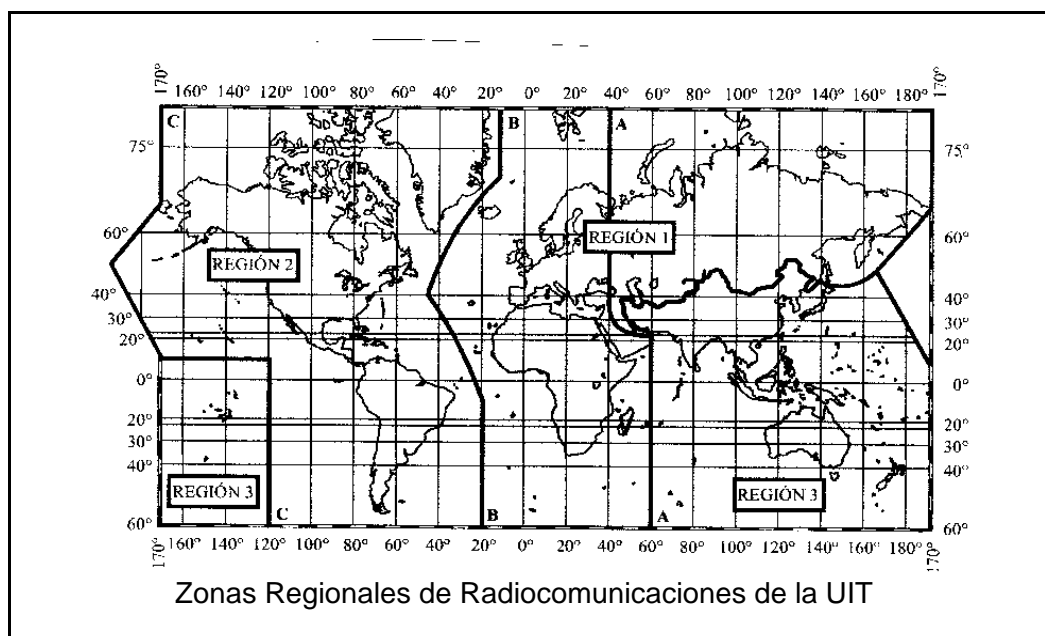 170° 160° 140° 120° 100° 80° 60° 40° 20° 0° 20° 40° 60° 80° 100° 120° 140° 160° 180° 170°
C B A
75° 75°
REGIÓN 1
60° 60°
REGIÓN 2
40° 40°
30° 30°
20° 20°
0° 0°
20° 20°
30° 30°
40° 40°
REGIÓN 3 REGIÓN 3
C B A
60° 60°
170° 160° 140° 120° 100° 80° 60° 40° 20° 0° 20° 40° 60° 80° 100° 120° 140° 160° 180° 170°
Zonas Regionales de Radiocomunicaciones de la UIT